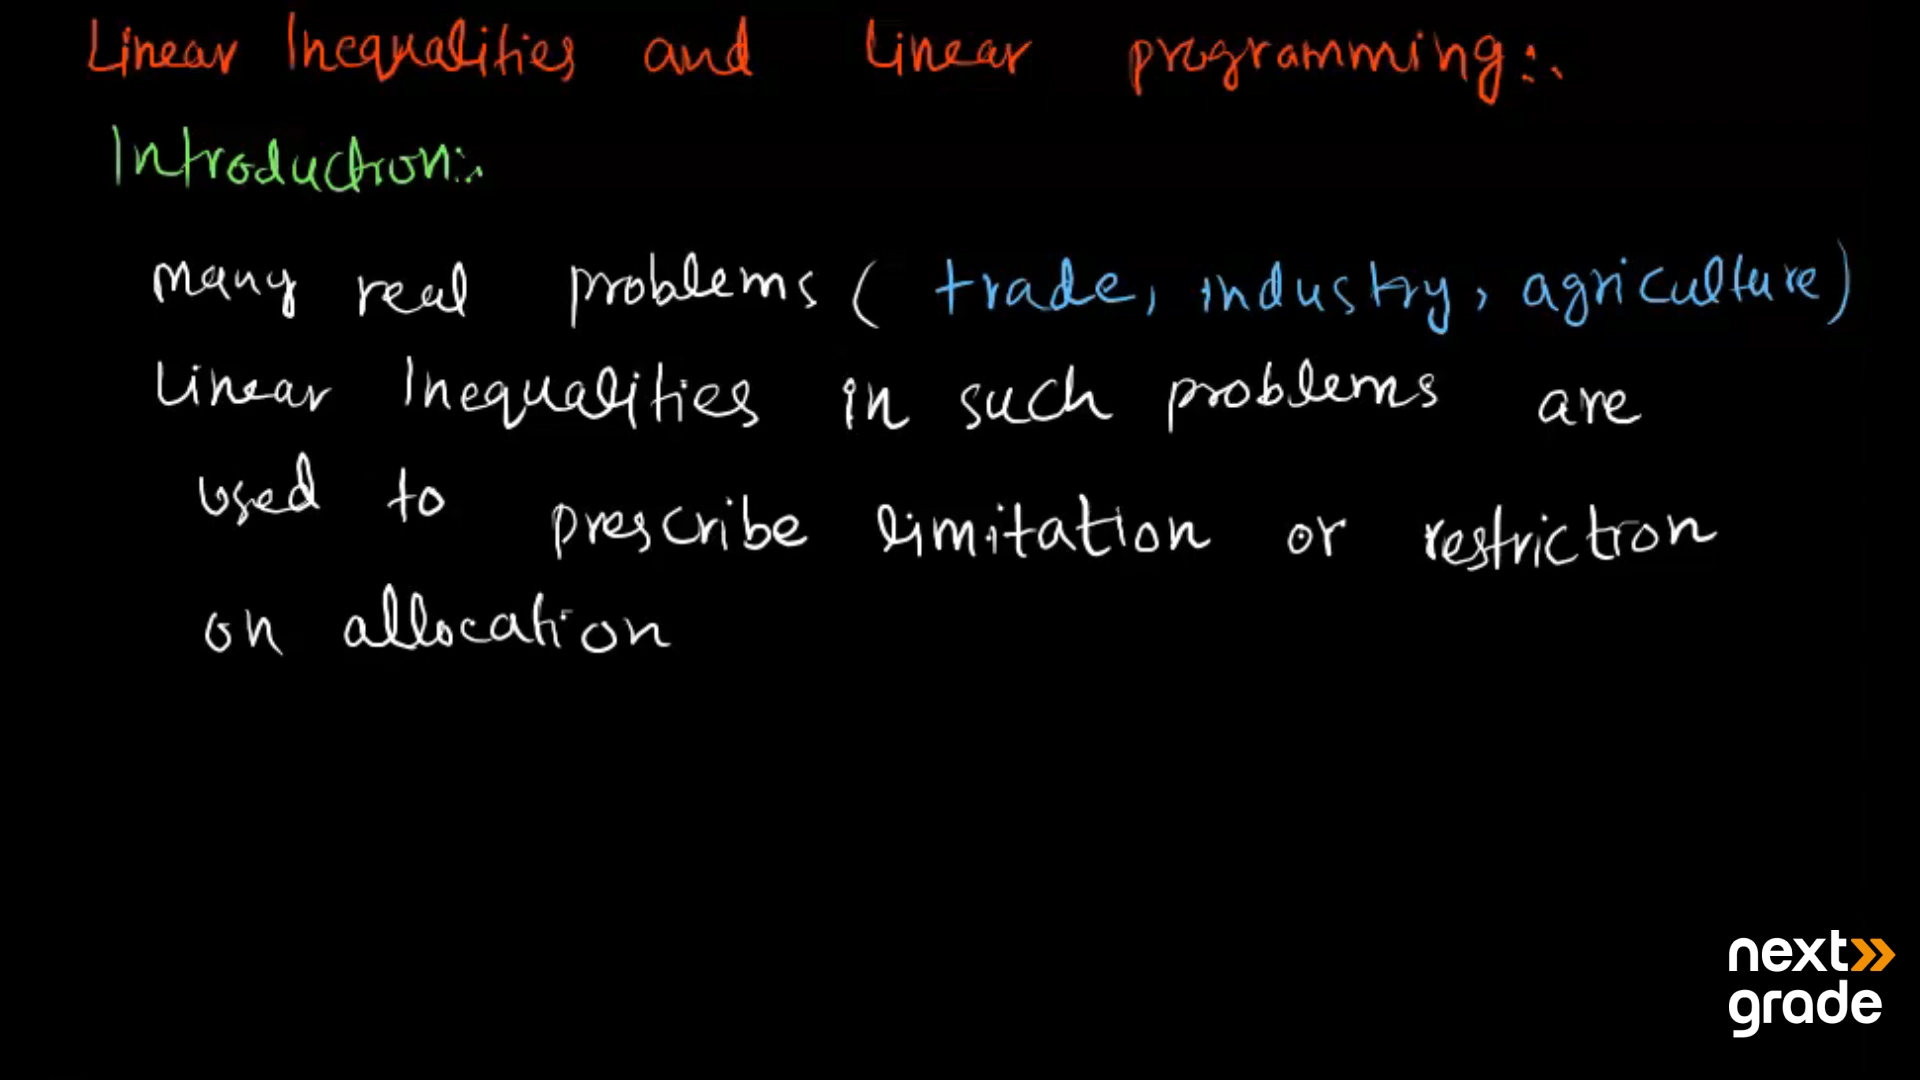 Linear Inequalities and linear programming:.
Introduction:.
many real problems ( trade, industry, agriculture)
Linear Inequalities in such problems are
used to prescribe limitation or restriction
on allocation
next
grade